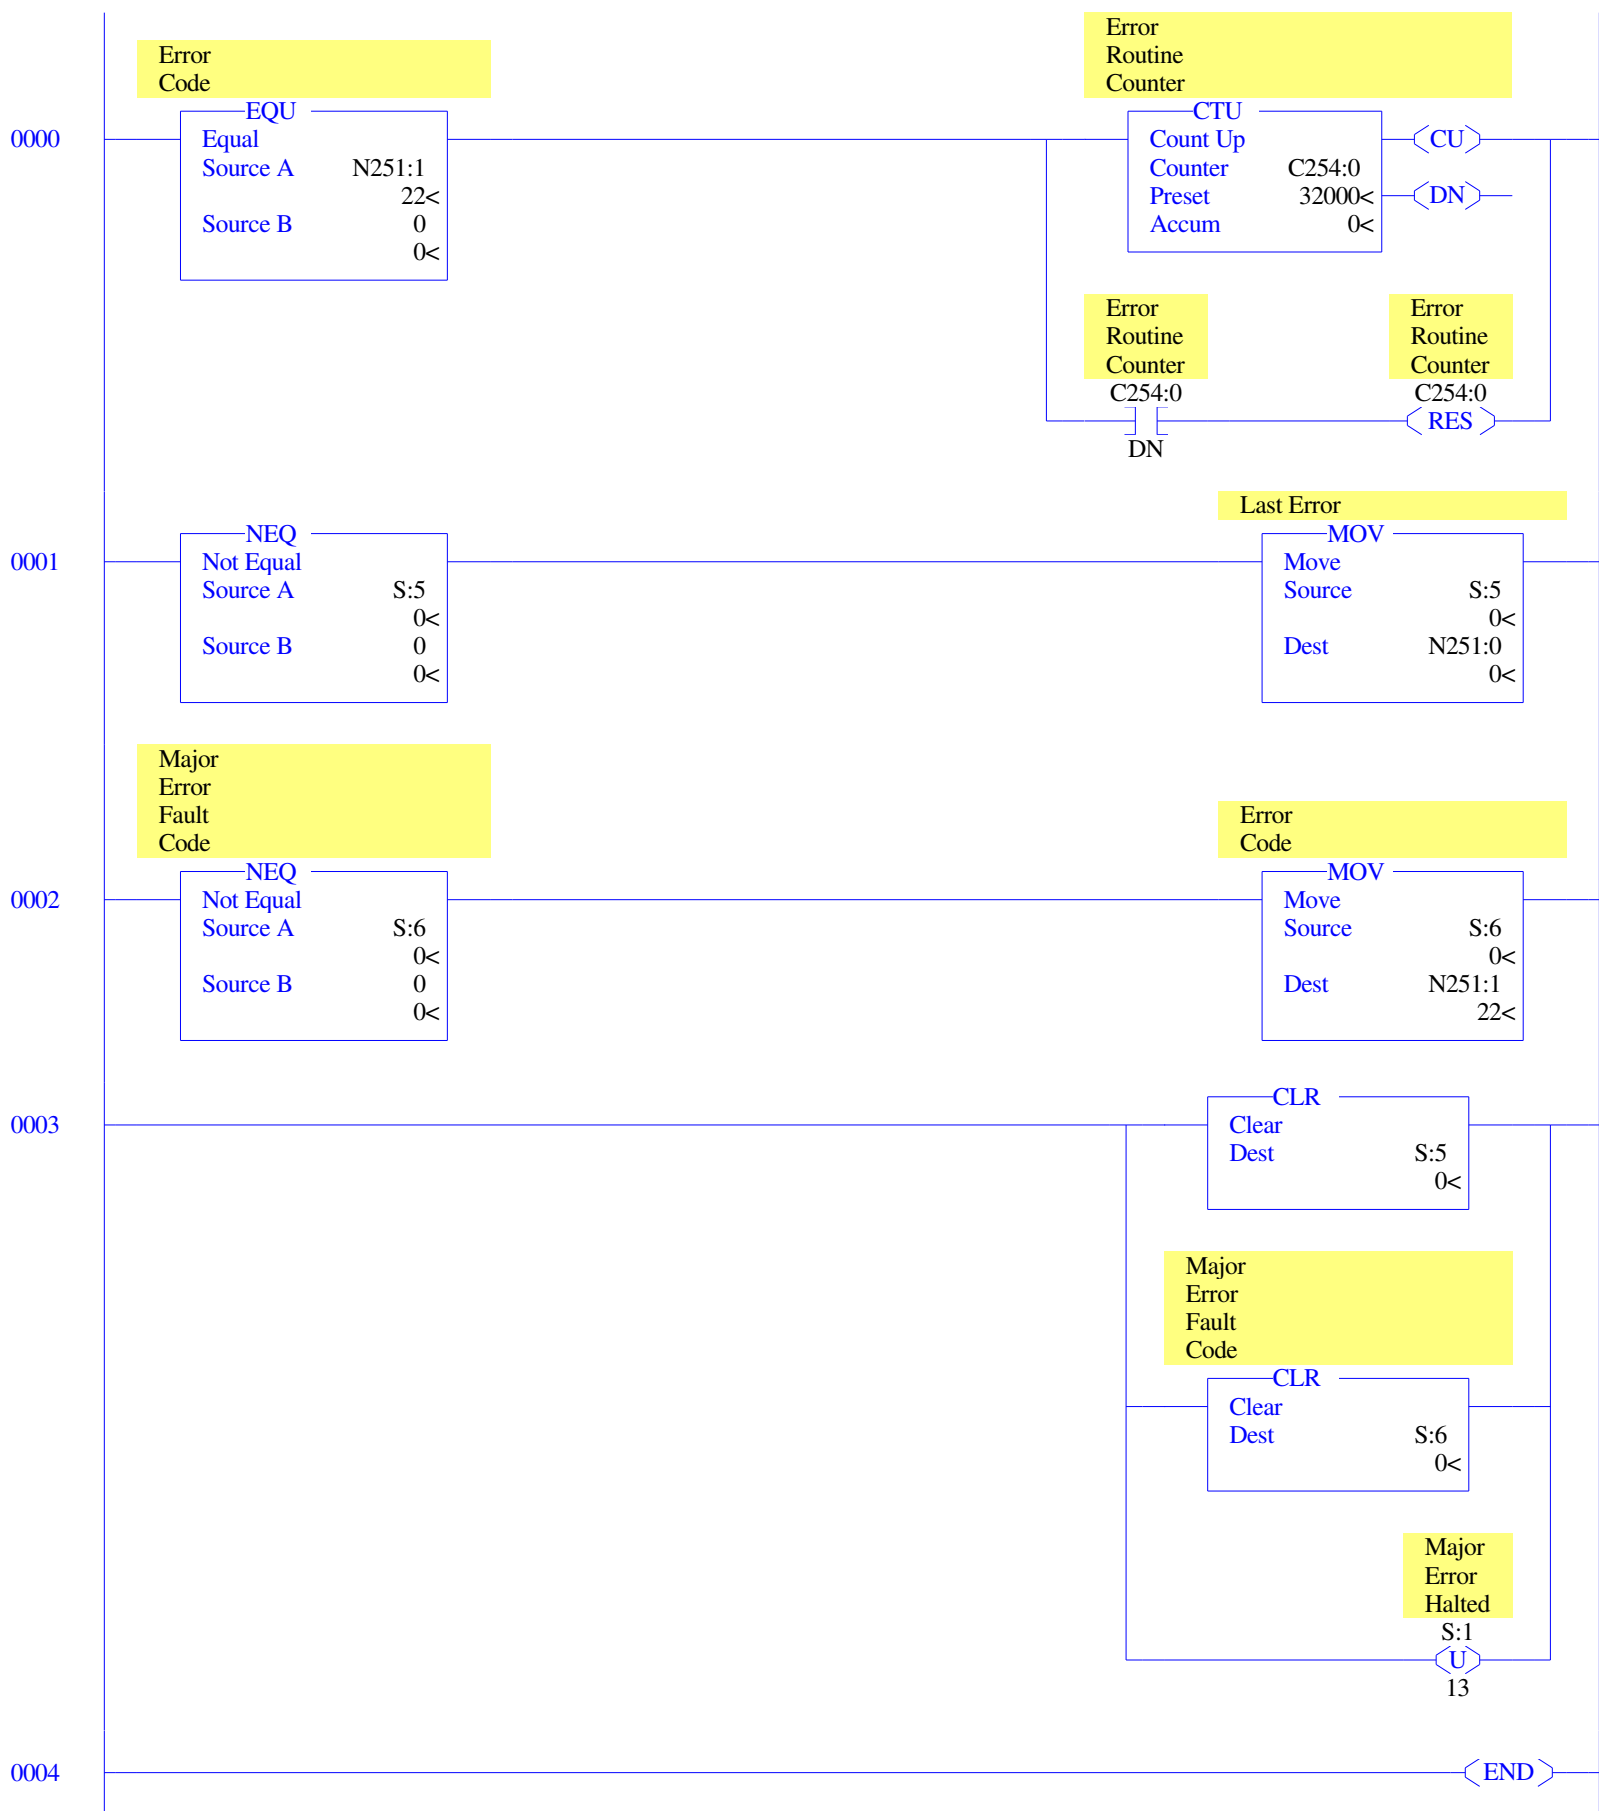 Error
Code
Error
Routine
Counter
0000
EQU
Equal
Source A N251:1
22<
Source B 0
0<
CTU
Count Up
Counter C254:0
Preset 32000<
Accum 0<
CU
DN
Error
Routine
Counter
C254:0
DN
Error
Routine
Counter
C254:0
RES
0001
NEQ
Not Equal
Source A S:5
0<
Source B 0
0<
Last Error
MOV
Move
Source S:5
0<
Dest N251:0
0<
Major
Error
Fault
Code
0002
NEQ
Not Equal
Source A S:6
0<
Source B 0
0<
Error
Code
MOV
Move
Source S:6
0<
Dest N251:1
22<
0003
CLR
Clear
Dest S:5
0<
Major
Error
Fault
Code
CLR
Clear
Dest S:6
0<
Major
Error
Halted
S:1
U
13
0004
END